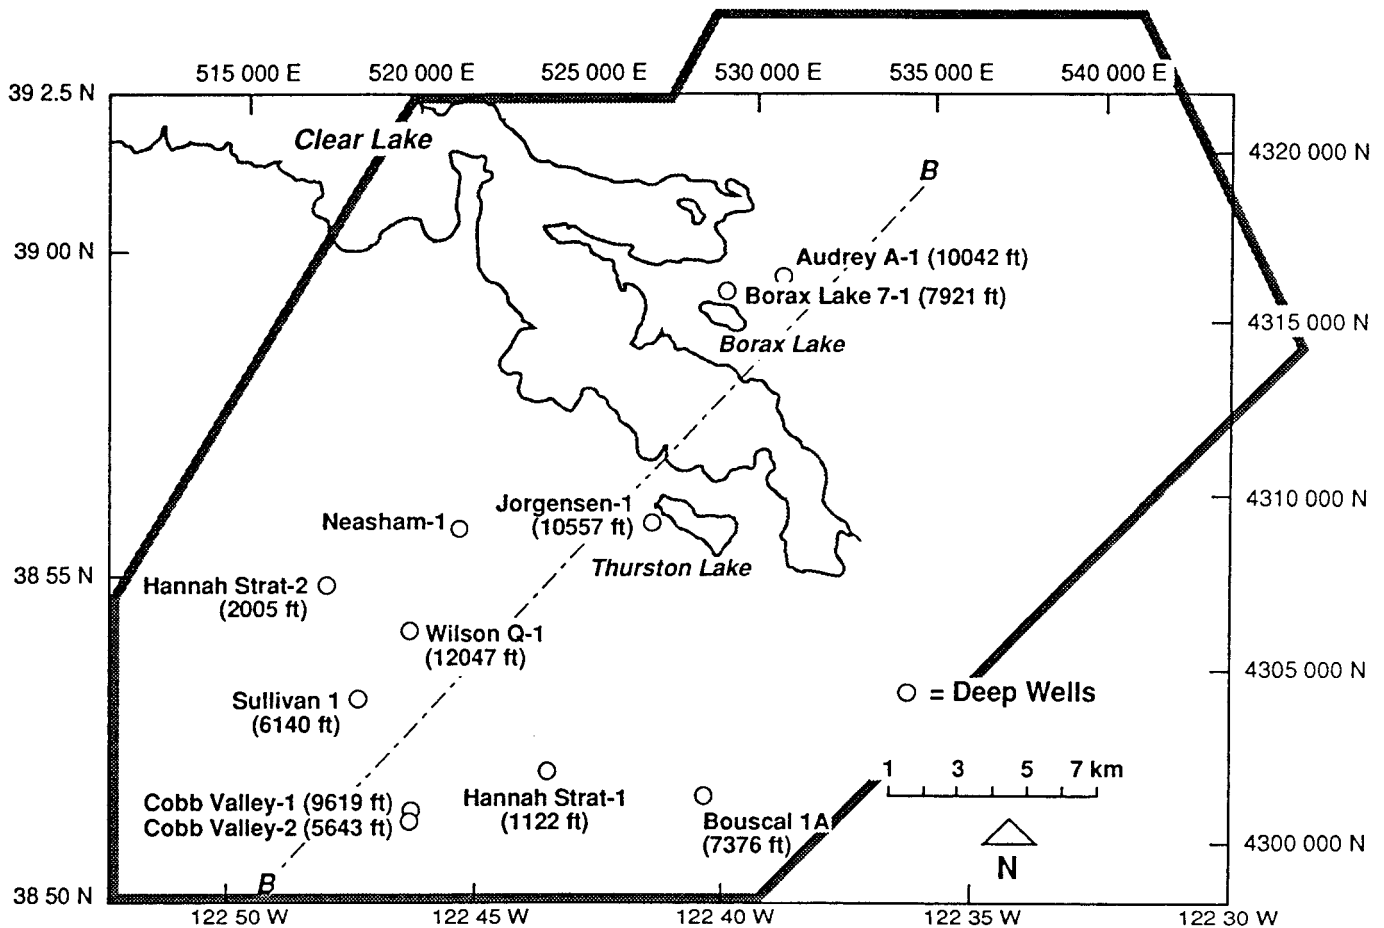 515 000 E 520 000 E 525 000 E 530 000 E 535 000 E 540 000 E
39 2.5 N
Clear Lake
4320 000 N
B
39 00 N
Audrey A-1 (10042 ft)
Borax Lake 7-1 (7921 ft)
4315 000 N
Borax Lake
Jorgensen-1
(10557 ft)
4310 000 N
Neasham-1
Thurston Lake
38 55 N
Hannah Strat-2
(2005 ft)
Wilson Q-1
(12047 ft)
4305 000 N
Sullivan 1
(6140 ft)
= Deep Wells
1 3 5 7 km
Cobb Valley-1 (9619 ft)
Cobb Valley-2 (5643 ft)
Hannah Strat-1
(1122 ft)
Bouscal 1A
(7376 ft)
4300 000 N
N
B
38 50 N
122 50 W 122 45 W 122 40 W 122 35 W 122 30 W